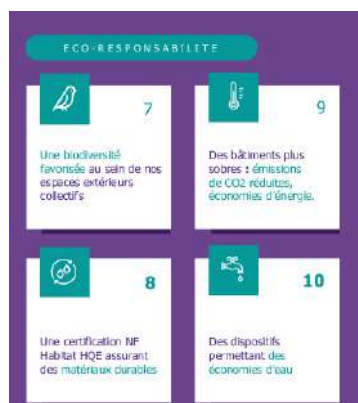 ECO-RESPONSABILITE
7
Une biodiversité
favorisée au sein de nos
espaces extérieurs
collectifs
9
Des bâtiments plus
sobres : émissions
de CO2 réduites,
économies d'énergie.
8
Une certification NF
Habitat HQE assurant
des matériaux durables
10
Des dispositifs
permettant des
économies d'eau